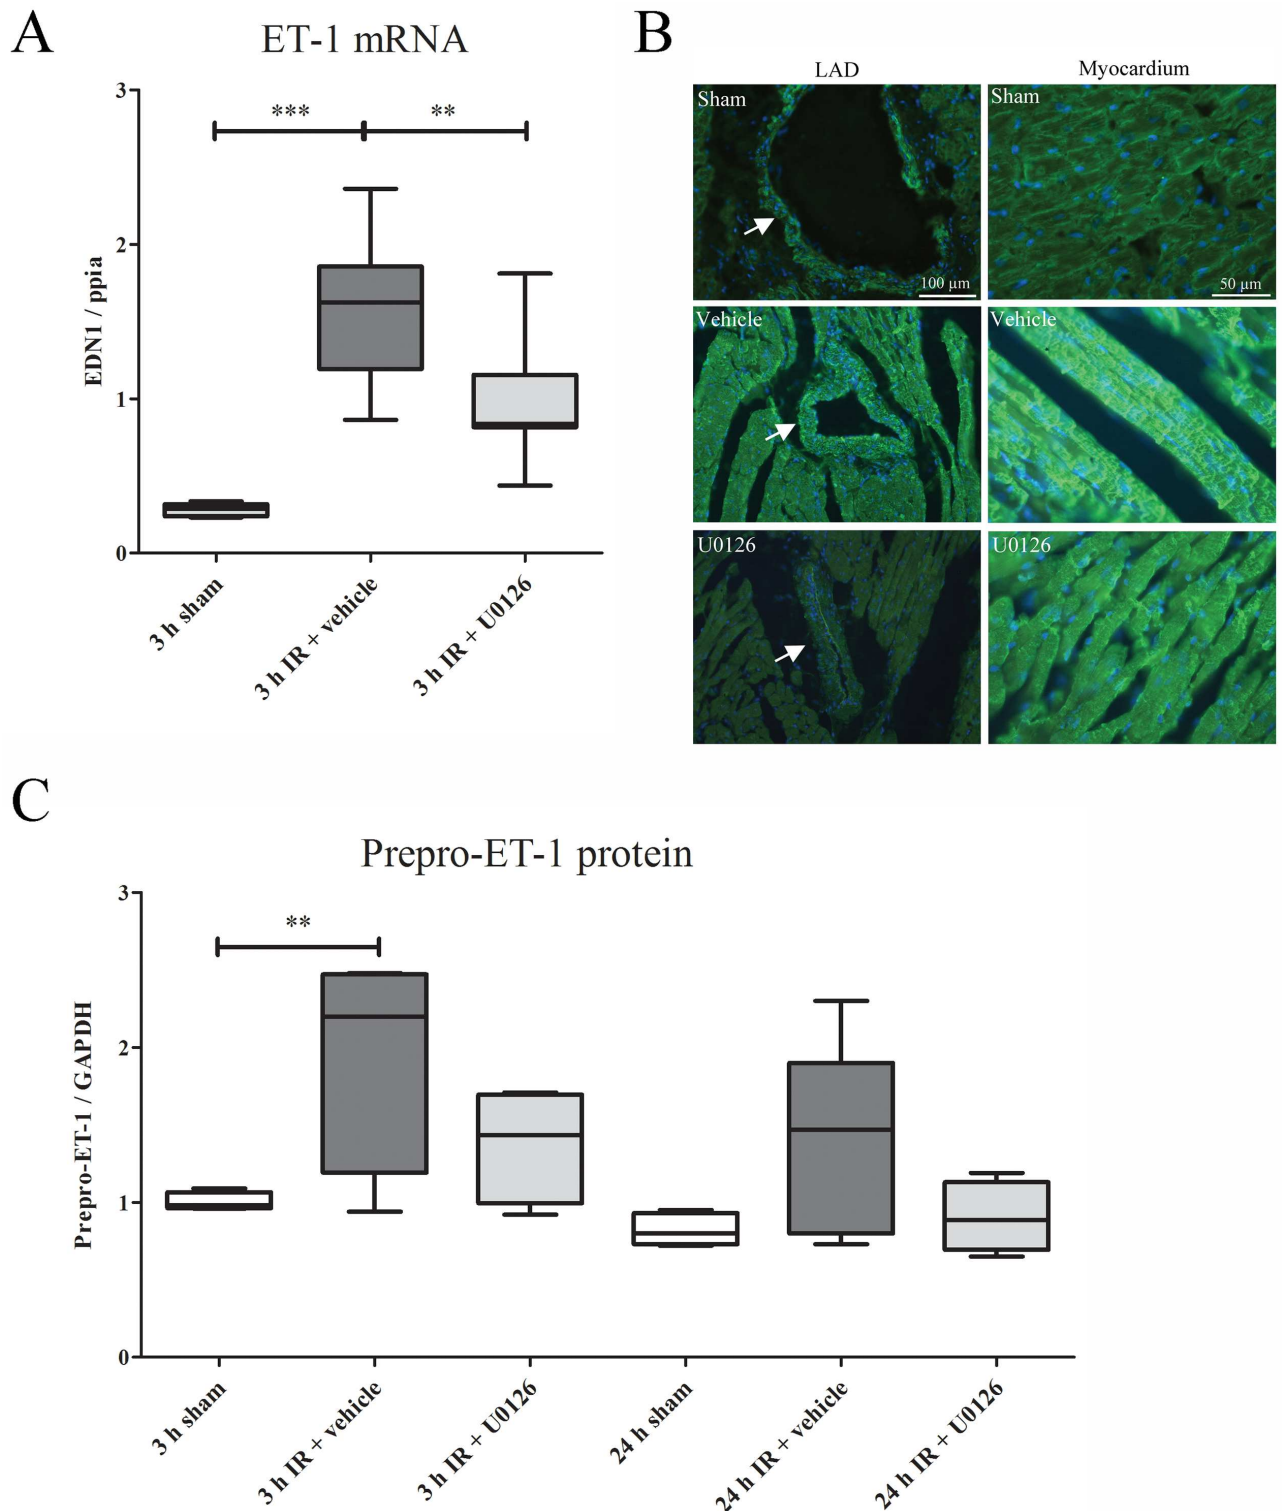 A
ET-1 mRNA
3
2
1
0
EDN1 / ppia
***
**
3 h sham
3 h IR + vehicle
3 h IR + U0126
B
LAD
Myocardium
Sham
100 µm
Sham
50 µm
Vehicle
Vehicle
U0126
U0126
C
Prepro-ET-1 protein
3
2
1
0
Prepro-ET-1 / GAPDH
**
3 h sham
3 h IR + vehicle
3 h IR + U0126
24 h sham
24 h IR + vehicle
24 h IR + U0126